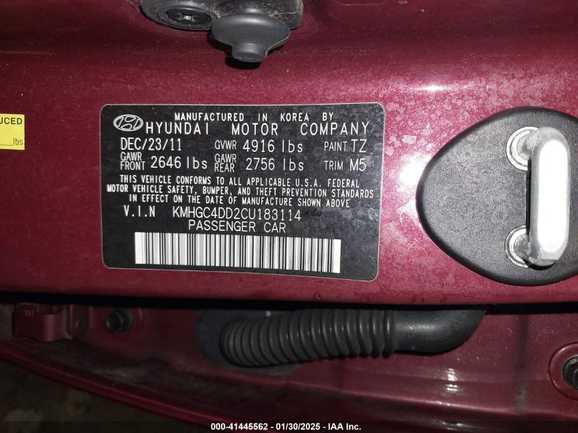 UCED
lbs
MANUFACTURED IN KOREA BY
HYUNDAI MOTOR COMPANY
DEC/23/11 GVWR 4916 lbs PAINT TZ
GAWR FRONT 2646 lbs GAWR REAR 2756 lbs TRIM M5
THIS VEHICLE CONFORMS TO ALL APPLICABLE U.S.A. FEDERAL
MOTOR VEHICLE SAFETY, BUMPER, AND THEFT PREVENTION STANDARDS
IN EFFECT ON THE DATE OF MANUFACTURE SHOWN ABOVE
V.I.N KMHGC4DD2CU183114
PASSENGER CAR
000-41445562 - 01/30/2025 - IAA Inc.